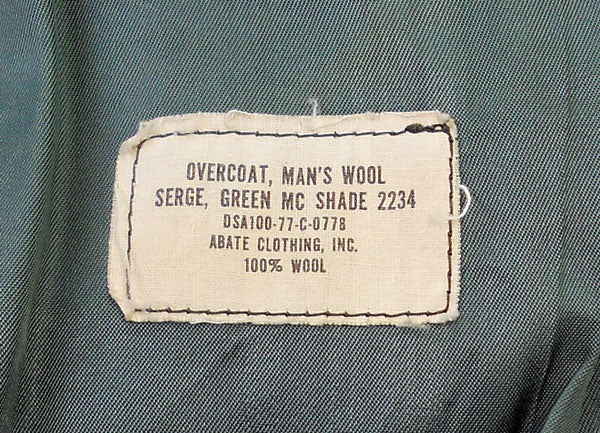 OVERCOAT, MAN'S WOOL
SERGE, GREEN MC SHADE 2234
DSA100-77-C-0778
ABATE CLOTHING, INC.
100% WOOL